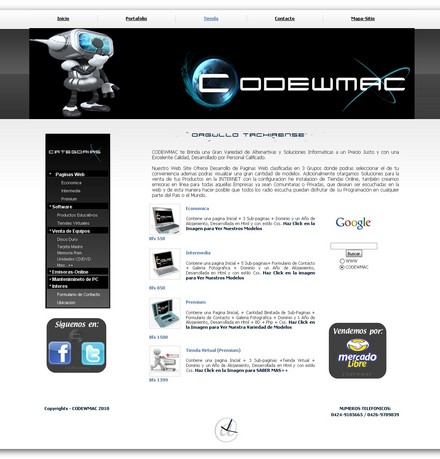 Inicio Portafolio Tienda Contacto Mapa-Sitio
CODEWMAC
CATEGORIAS
Paginas Web
Economica
Intermedia
Premium
Software
Productos Educativos
Tiendas Virtuales
Venta de Equipos
Disco Duro
Tarjeta Madre
Memoria Ram
Unidades CD/DVD
Mas...++
Emisoras-Online
Mantenimiento de PC
Interes
Formulario de Contacto
Ubicacion
Siguenos en:
ORGULLO TACHIRENSE
CODEWMAC te Brinda una Gran Variedad de Alternativas y Soluciones Informaticas a un Precio Justo y con una
Excelente Calidad, Desarrollado por Personal Calificado.
Nuestro Web Site Ofrece Desarrollo de Paginas Web clasificadas en 3 Grupos donde podras seleccionar el de tu
conveniencia ademas podras visualizar una gran cantidad de modelos. Adicionalmente otorgamos Soluciones para la
venta de tus Productos en la INTERNET con la configuración he instalacion de Tiendas Online, tambien creamos
emisoras en linea para todas aquellas Empresas ya sean Comunitarias o Privadas, que desean ser escuchadas en la
web y de esta manera hacer posible que todos los radio escucha puedan disfrutar de su Programacion en cualquier
parte del Pais o el Mundo.
Economica
Contiene una pagina Inicial + 3 Sub-paginas + Dominio y un Año de Alojamiento,
Desarrollada en Html y con estilo Css. Haz Click en la
Imagen para Ver Nuestros Modelos
Bfs 550
Intermedia
Contiene una pagina Inicial + 5 Sub-paginas+ Formulario de Contacto
+ Galeria Fotografica + Dominio y un Año de Alojamiento,
Desarrollada en Html y con estilo Css. Haz Click en la imagen
para Ver Nuestros Modelos
Bfs 850
Premium
Contiene una Pagina Inicial, + Cantidad Ilimitada de Sub-Paginas +
Formulario de Contacto + Galeria Fotográfica + Dominio y 1 Año de
Alojamiento, Desarrollada en Html + BD + Php + Css. Haz Click en la
Imagen para Ver Nuestra Variedad de Modelos
Bfs 1500
Tienda Virtual (Premium)
Contiene una pagina Inicial + 3 Sub-paginas +Tienda Virtual +
Dominio y un Año de Alojamiento, Desarrollada en Html y con estilo
Css. Haz Click en la Imagen para SABER MAS++
Bfs 1399
Google
Buscar
WWW
CODEWMAC
Vendemos por:
mercado
Libre
Copyrights - CODEWMAC 2010
NUMEROS TELEFONICOS:
0424-9183665 / 0426-9789839